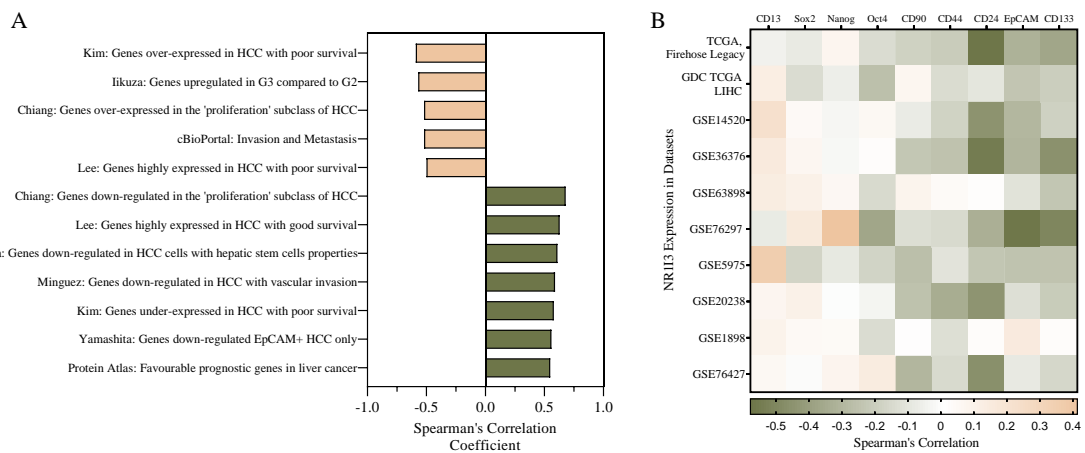 A
Kim: Genes over-expressed in HCC with poor survival
Iikuza: Genes upregulated in G3 compared to G2
Chiang: Genes over-expressed in the 'proliferation' subclass of HCC
cBioPortal: Invasion and Metastasis
Lee: Genes highly expressed in HCC with poor survival
Chiang: Genes down-regulated in the 'proliferation' subclass of HCC
Lee: Genes highly expressed in HCC with good survival
Genes down-regulated in HCC cells with hepatic stem cells properties
Minguez: Genes down-regulated in HCC with vascular invasion
Kim: Genes under-expressed in HCC with poor survival
Yamashita: Genes down-regulated EpCAM+ HCC only
Protein Atlas: Favourable prognostic genes in liver cancer
-1.0 -0.5 0.0 0.5 1.0
Spearman's Correlation
Coefficient
B
CD13 Sox2 Nanog Oct4 CD90 CD44 CD24 EpCAM CD133
NR1I3 Expression in Datasets
TCGA,
Firehose Legacy
GDC TCGA
LIHC
GSE14520
GSE36376
GSE63898
GSE76297
GSE5975
GSE20238
GSE1898
GSE76427
-0.5 -0.4 -0.3 -0.2 -0.1 0 0.1 0.2 0.3 0.4
Spearman's Correlation